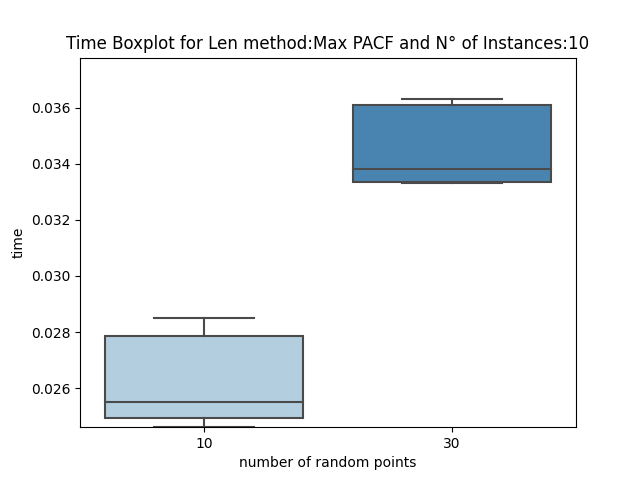 Time Boxplot for Len method:Max PACF and N° of Instances:10
0.036
0.034
0.032
0.030
0.028
0.026
time
10 30
number of random points